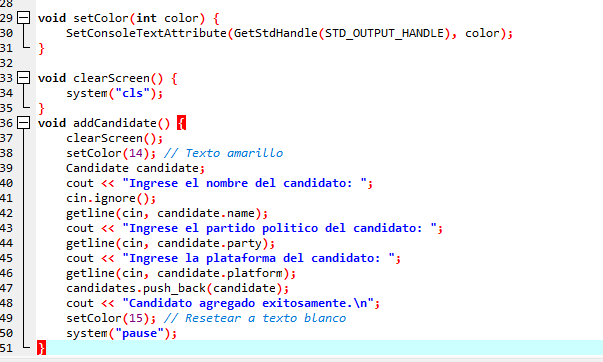 28
29 void setColor(int color) {
30 SetConsoleTextAttribute(GetStdHandle(STD_OUTPUT_HANDLE), color);
31 }
32
33 void clearScreen() {
34 system("cls");
35 }
36 void addCandidate() {
37 clearScreen();
38 setColor(14); // Texto amarillo
39 Candidate candidate;
40 cout << "Ingrese el nombre del candidato: ";
41 cin.ignore();
42 getline(cin, candidate.name);
43 cout << "Ingrese el partido politico del candidato: ";
44 getline(cin, candidate.party);
45 cout << "Ingrese la plataforma del candidato: ";
46 getline(cin, candidate.platform);
47 candidates.push_back(candidate);
48 cout << "Candidato agregado exitosamente.\n";
49 setColor(15); // Resetear a texto blanco
50 system("pause");
51 }